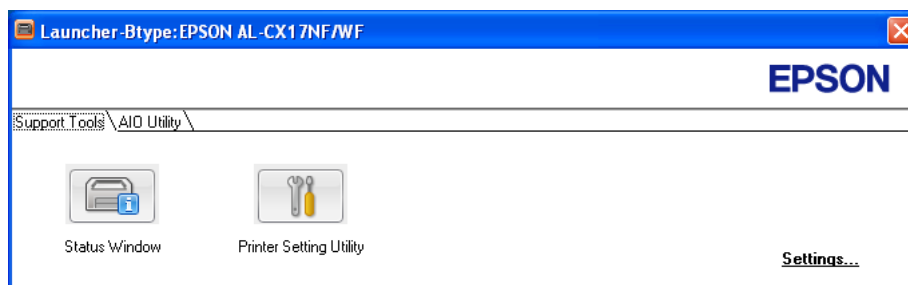 Launcher-Btype:EPSON AL-CX17NF/WF
EPSON
Support Tools AIO Utility
Status Window Printer Setting Utility
Settings...